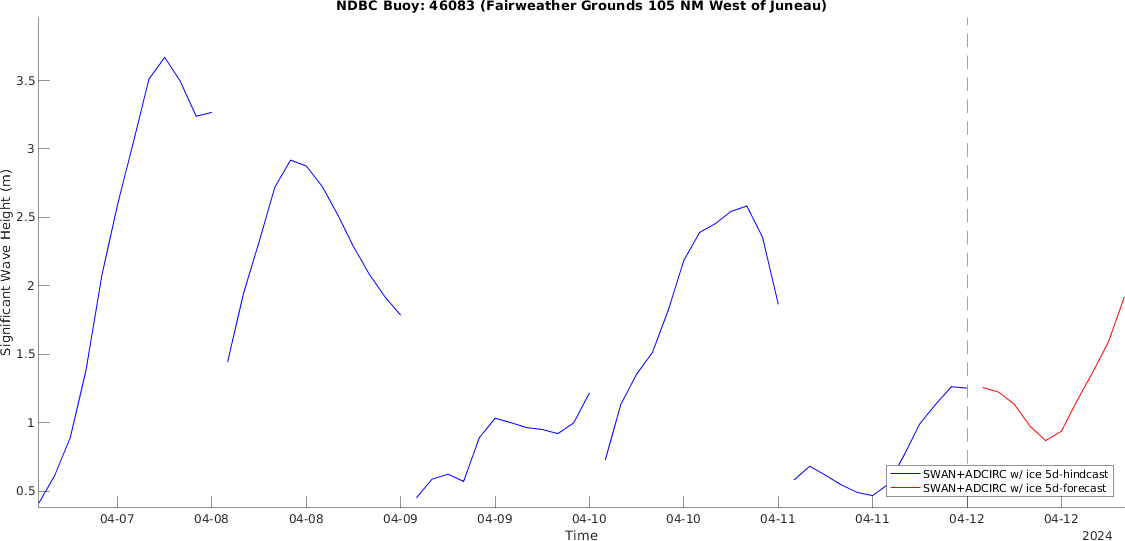 NDBC Buoy: 46083 (Fairweather Grounds 105 NM West of Juneau)
Significant Wave Height (m)
3.5
3
2.5
2
1.5
1
0.5
SWAN+ADCIRC w/ ice 5d-hindcast
SWAN+ADCIRC w/ ice 5d-forecast
04-07 04-08 04-08 04-09 04-09 04-10 04-10 04-11 04-11 04-12 04-12
Time
2024